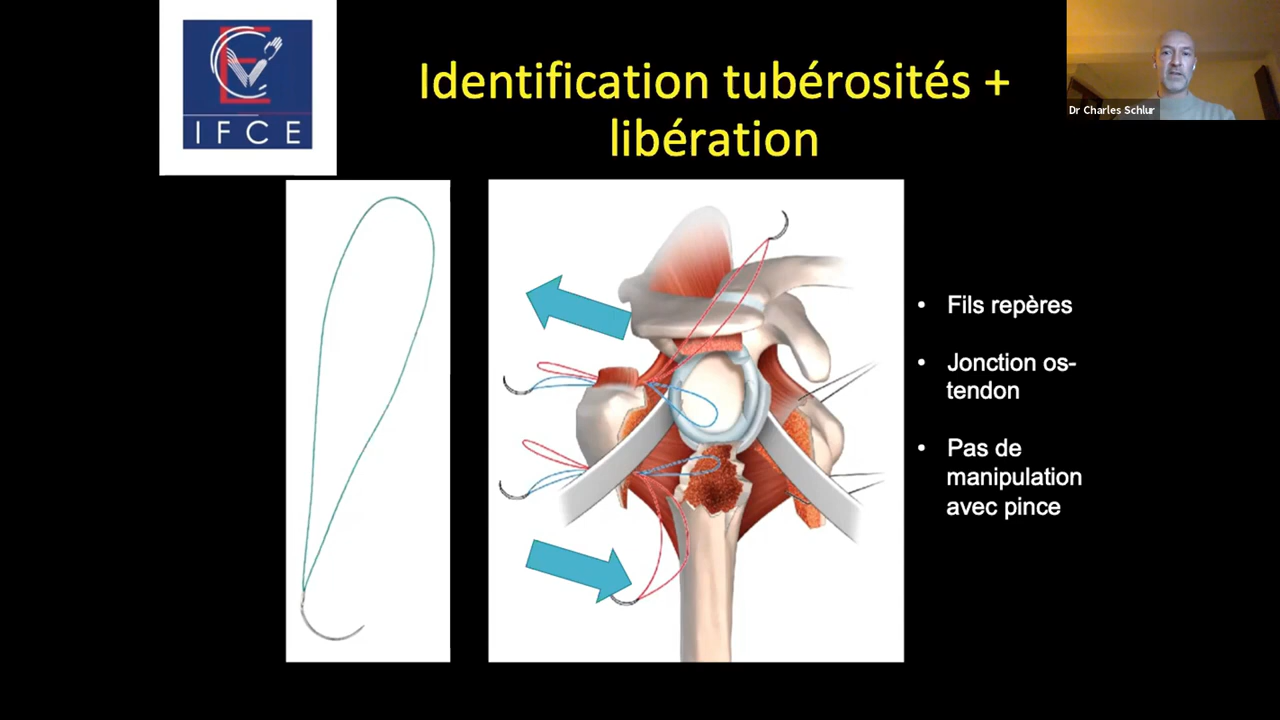 IFCE
Identification tubérosités +
libération
Dr Charles Schlur
• Fils repères
• Jonction os-
tendon
• Pas de
manipulation
avec pince